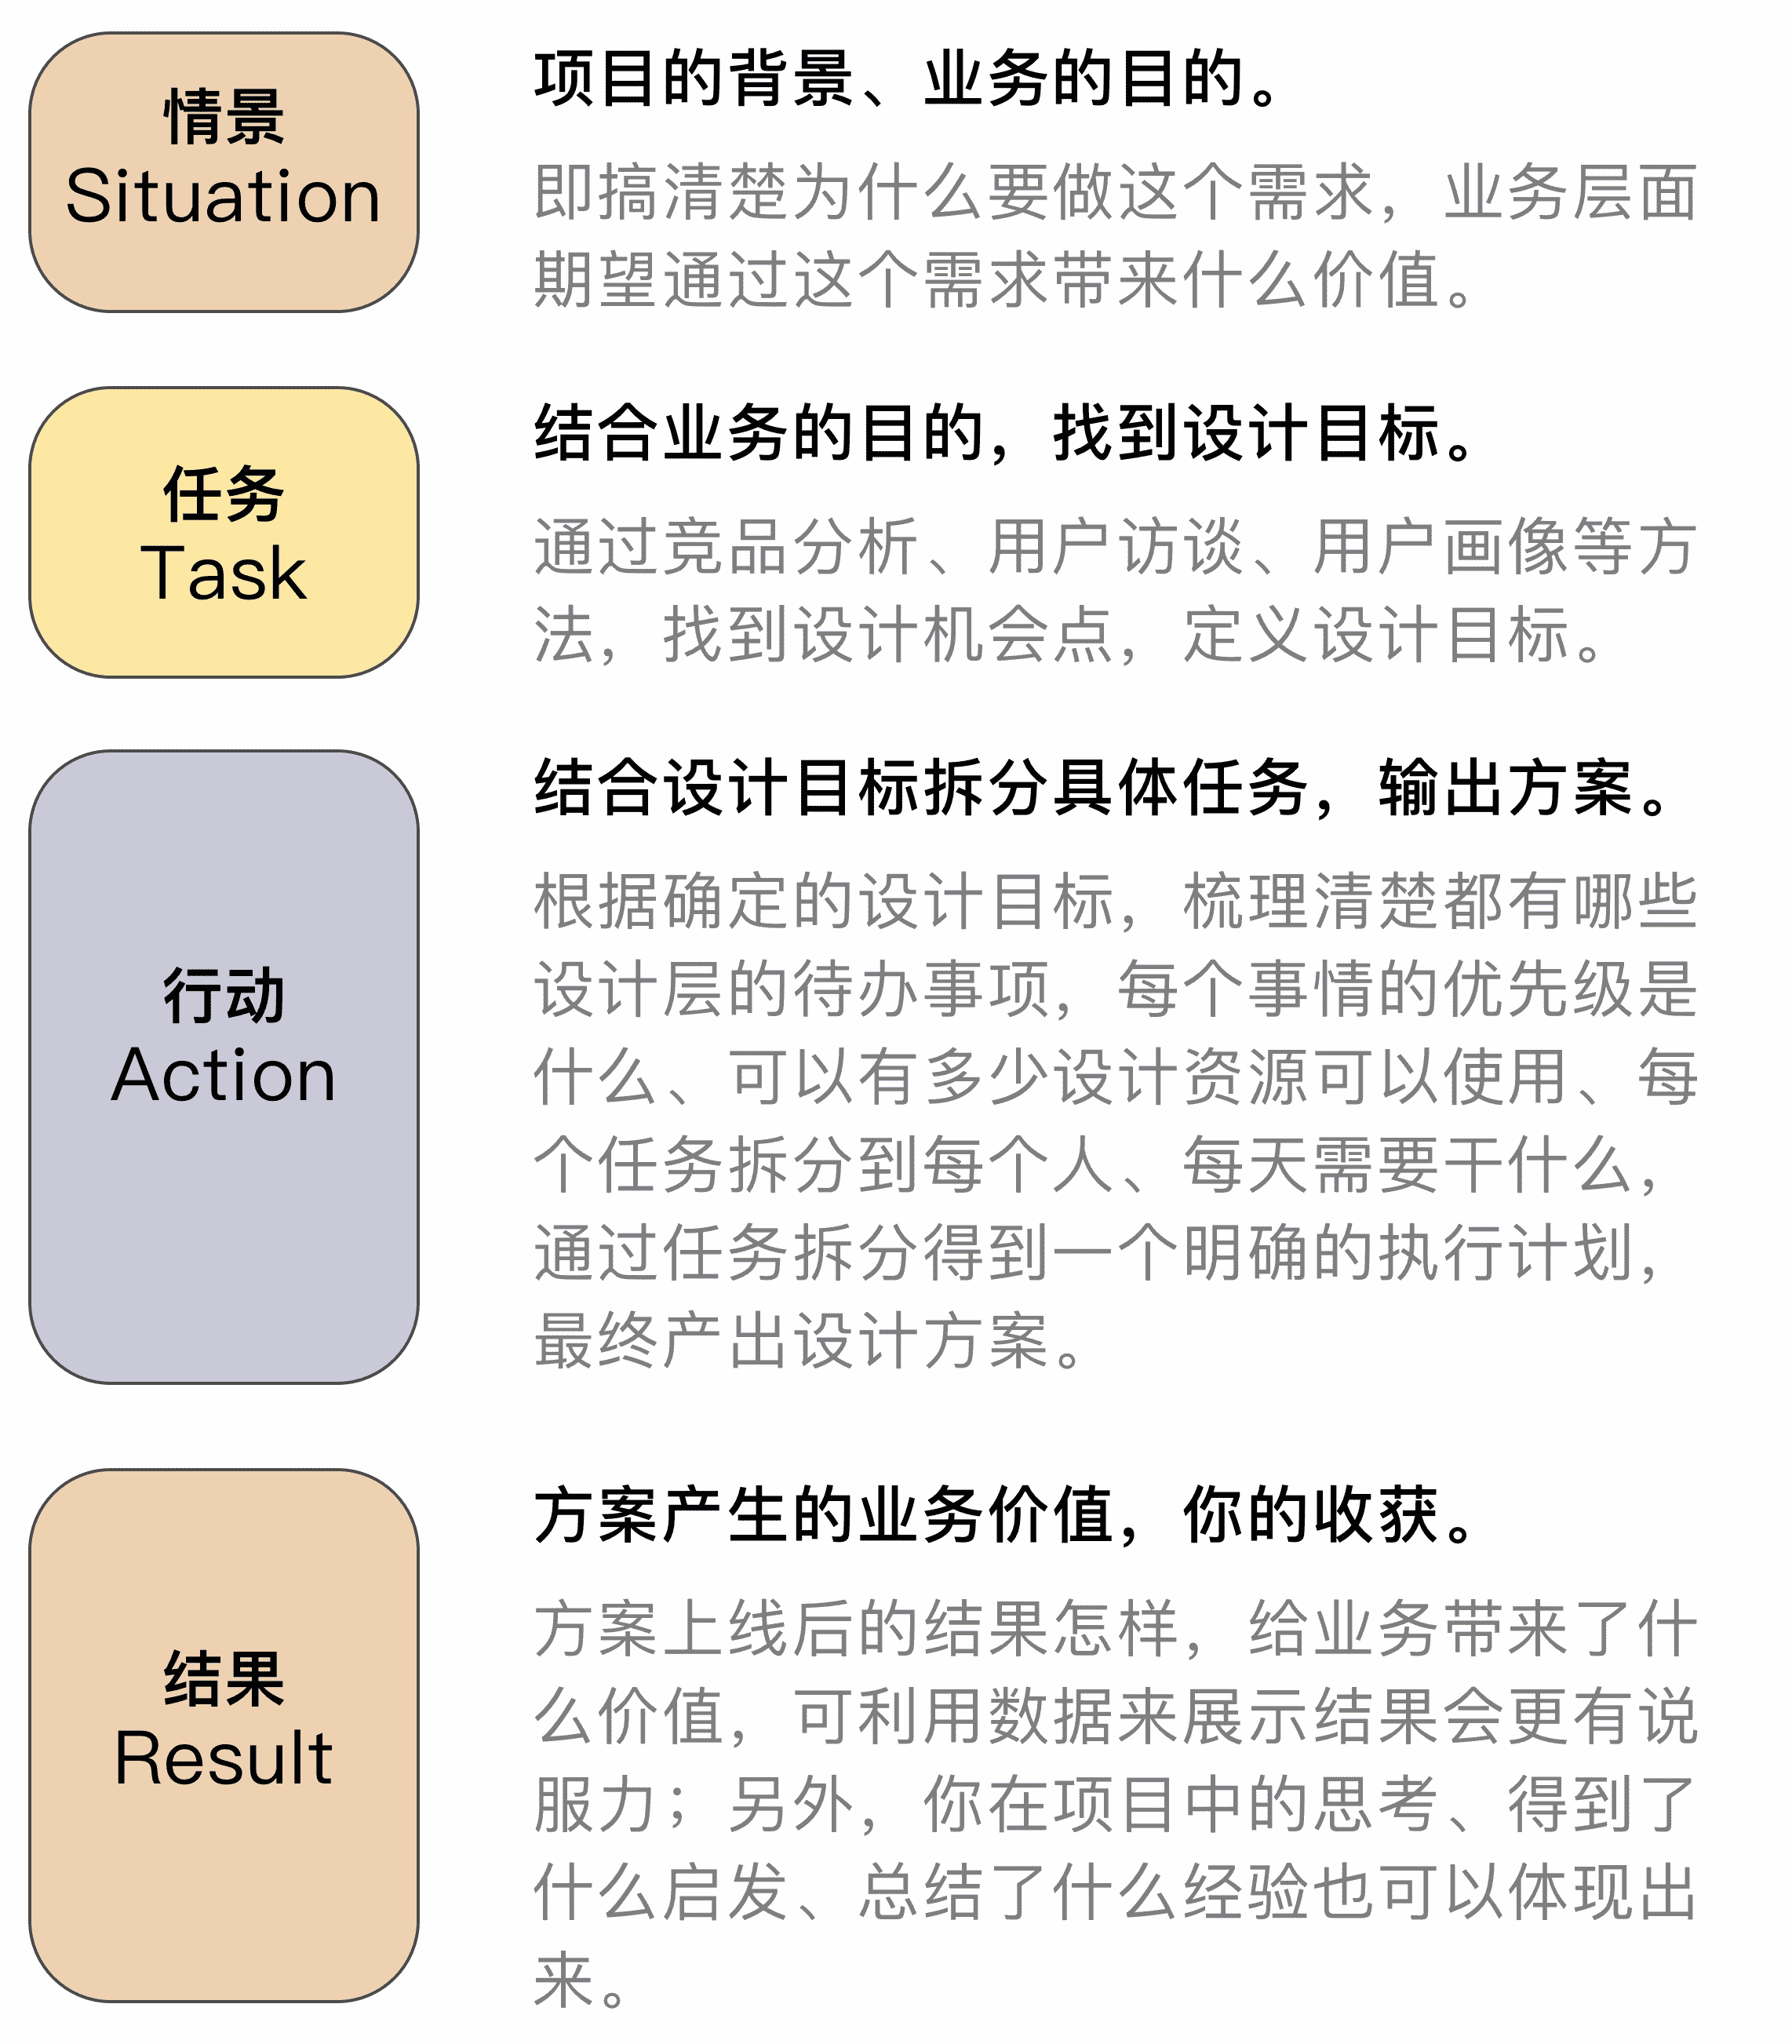 情景
Situation
项目的背景、业务的目的。
即搞清楚为什么要做这个需求，业务层面
期望通过这个需求带来什么价值。
任务
Task
结合业务的目的，找到设计目标。
通过竞品分析、用户访谈、用户画像等方
法，找到设计机会点，定义设计目标。
行动
Action
结合设计目标拆分具体任务，输出方案。
根据确定的设计目标，梳理清楚都有哪些
设计层的待办事项，每个事情的优先级是
什么、可以有多少设计资源可以使用、每
个任务拆分到每个人、每天需要干什么，
通过任务拆分得到一个明确的执行计划，
最终产出设计方案。
结果
Result
方案产生的业务价值，你的收获。
方案上线后的结果怎样，给业务带来了什
么价值，可利用数据来展示结果会更有说
服力；另外，你在项目中的思考、得到了
什么启发、总结了什么经验也可以体现出
来。